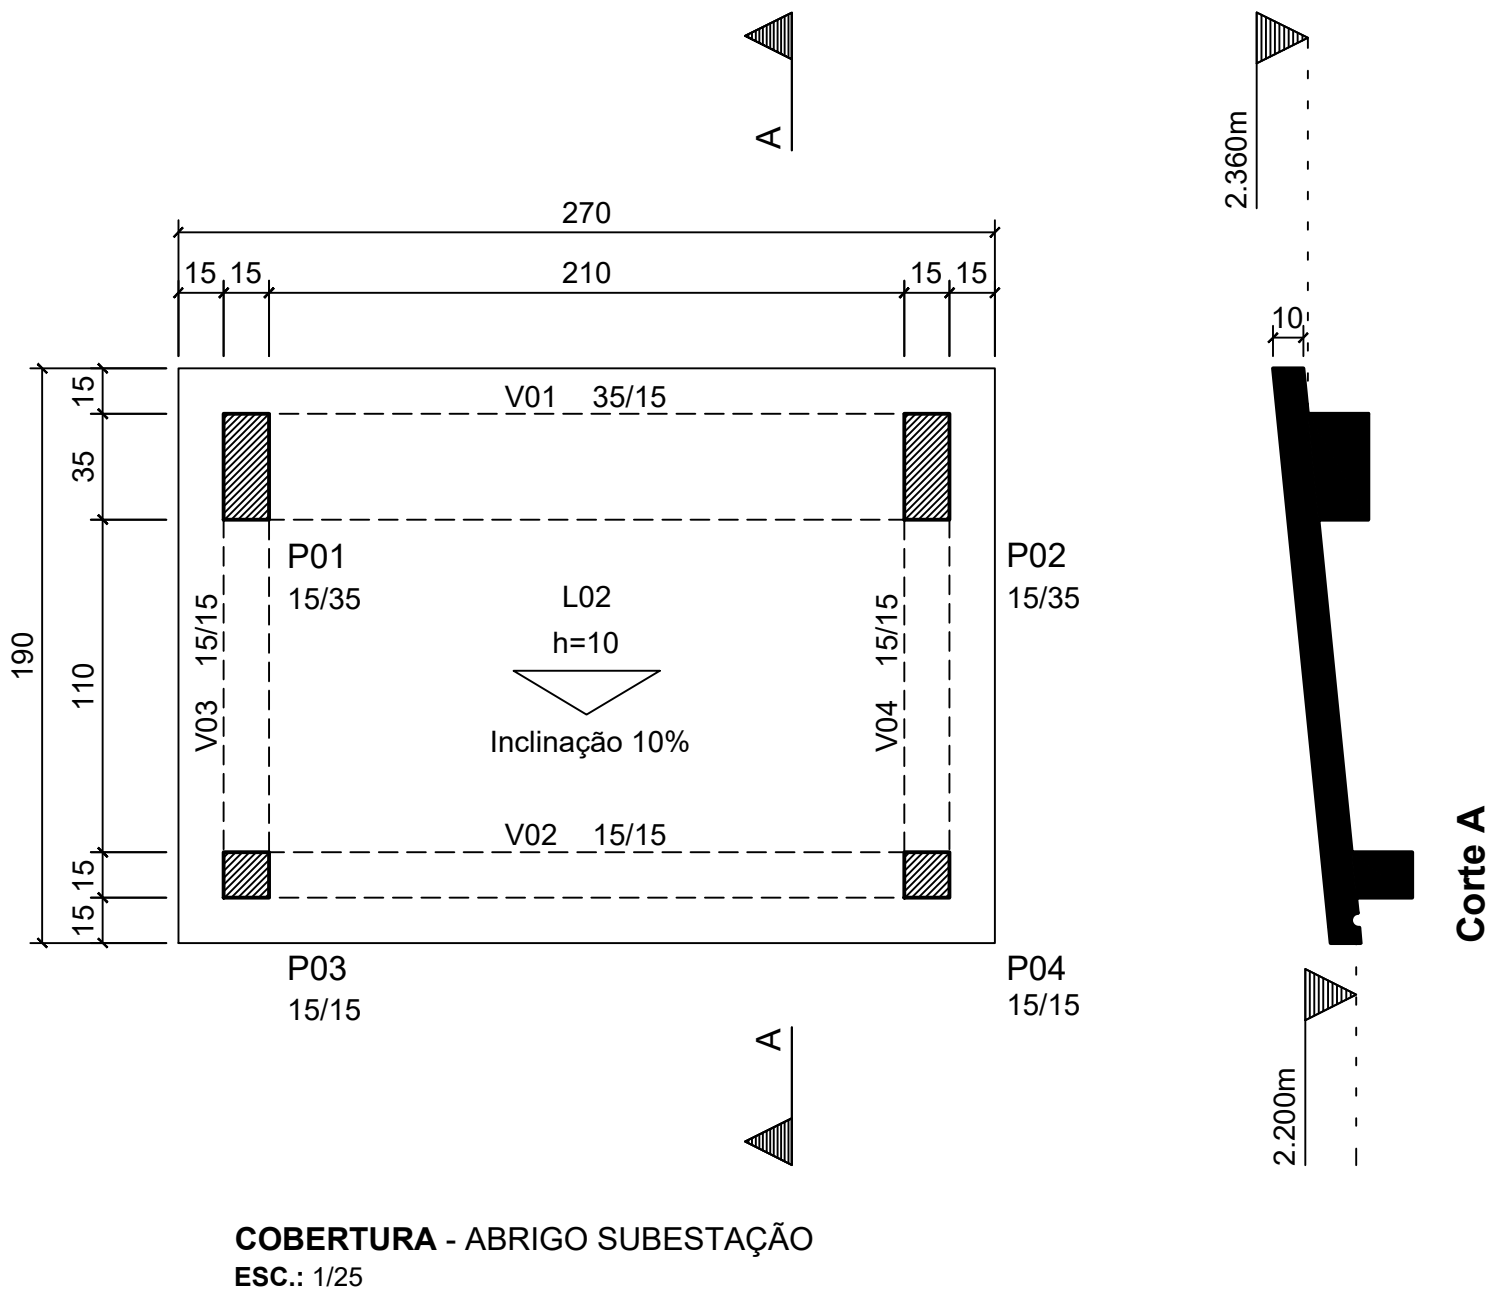 A
2.360m
270
15 15 210 15 15
10
15
35
110
15
15
190
V01 35/15
P01
15/35
P02
15/35
L02
h=10
Inclinação 10%
V03 15/15
V04 15/15
V02 15/15
Corte A
P03
15/15
P04
15/15
A
2.200m
COBERTURA - ABRIGO SUBESTAÇÃO
ESC.: 1/25